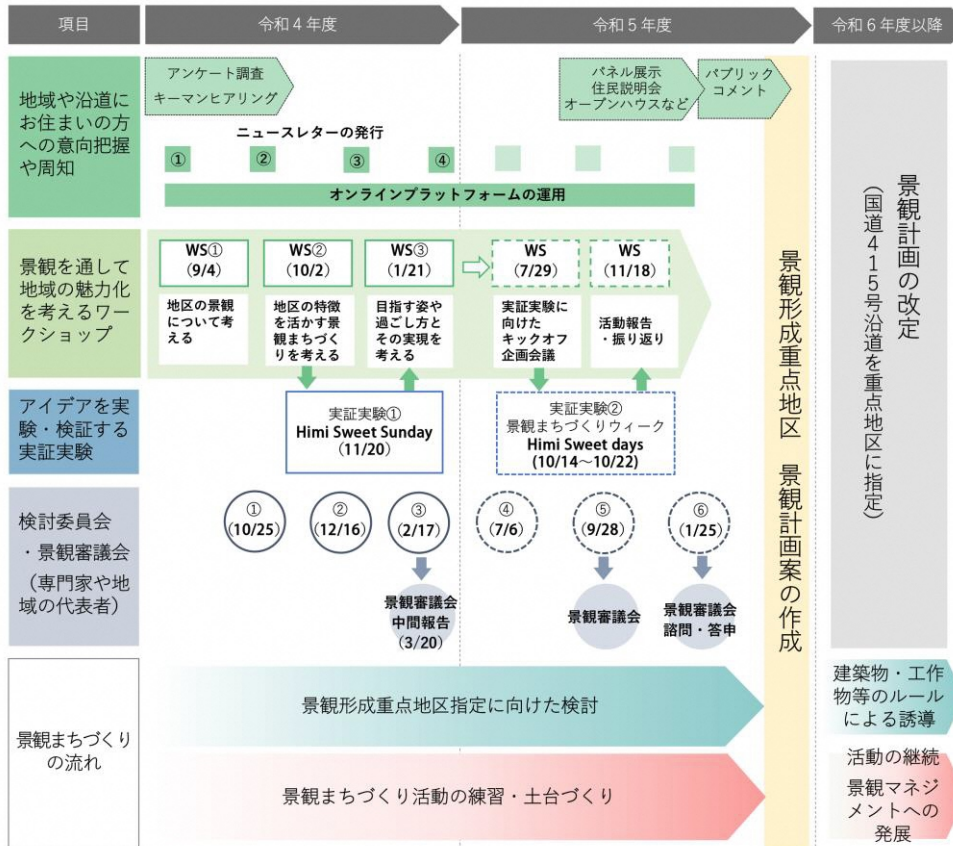 項目
令和4年度
令和5年度
令和6年度以降
地域や沿道に
お住まいの方
への意向把握
や周知
アンケート調査
キーマンヒアリング
パネル展示
住民説明会
オープンハウスなど
パブリック
コメント
ニュースレターの発行
①
②
③
④
オンラインプラットフォームの運用
景観を通して
地域の魅力化
を考えるワー
クショップ
WS①
(9/4)
WS②
(10/2)
WS③
(1/21)
WS
(7/29)
WS
(11/18)
地区の景観
について考
える
地区の特徴
を活かす景
観まちづく
りを考える
目指す姿や
過ごし方と
その実現を
考える
実証実験に
向けた
キックオフ
企画会議
活動報告
・振り返り
アイデアを実
験・検証する
実証実験
実証実験①
Himi Sweet Sunday
(11/20)
実証実験②
景観まちづくりウィーク
Himi Sweet days
(10/14～10/22)
検討委員会
・景観審議会
(専門家や地
域の代表者)
①
(10/25)
②
(12/16)
③
(2/17)
④
(7/6)
⑤
(9/28)
⑥
(1/25)
景観審議会
中間報告
(3/20)
景観審議会
景観審議会
諮問・答申
景観形成重点地区 景観計画案の作成
景観計画の改定
(国道415号沿道を重点地区に指定)
景観まちづくり
の流れ
景観形成重点地区指定に向けた検討
景観まちづくり活動の練習・土台づくり
建築物・工作
物等のルール
による誘導
活動の継続
景観マネジ
メントへの
発展